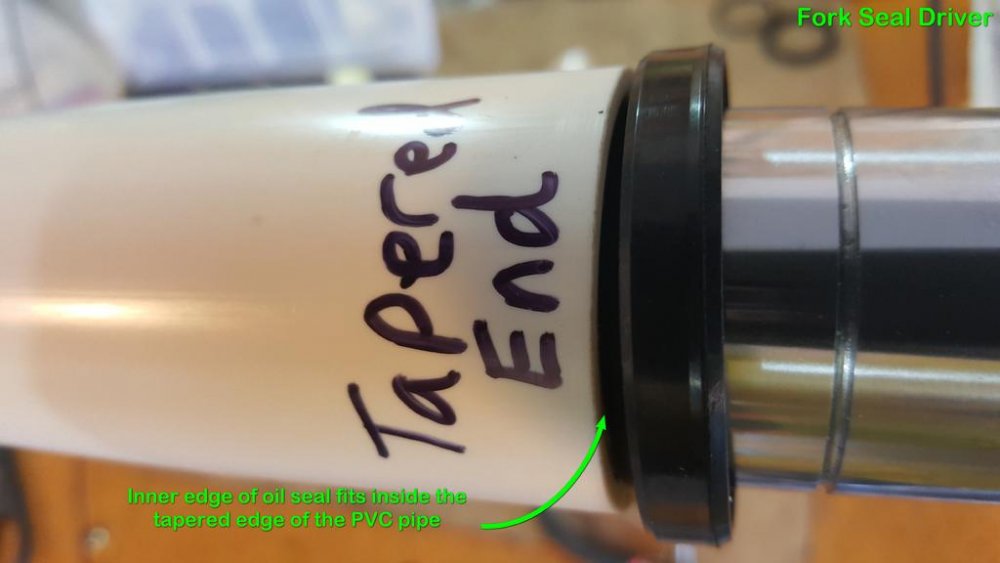 Fork Seal Driver
Tapered
End
Inner edge of oil seal fits inside the
tapered edge of the PVC pipe